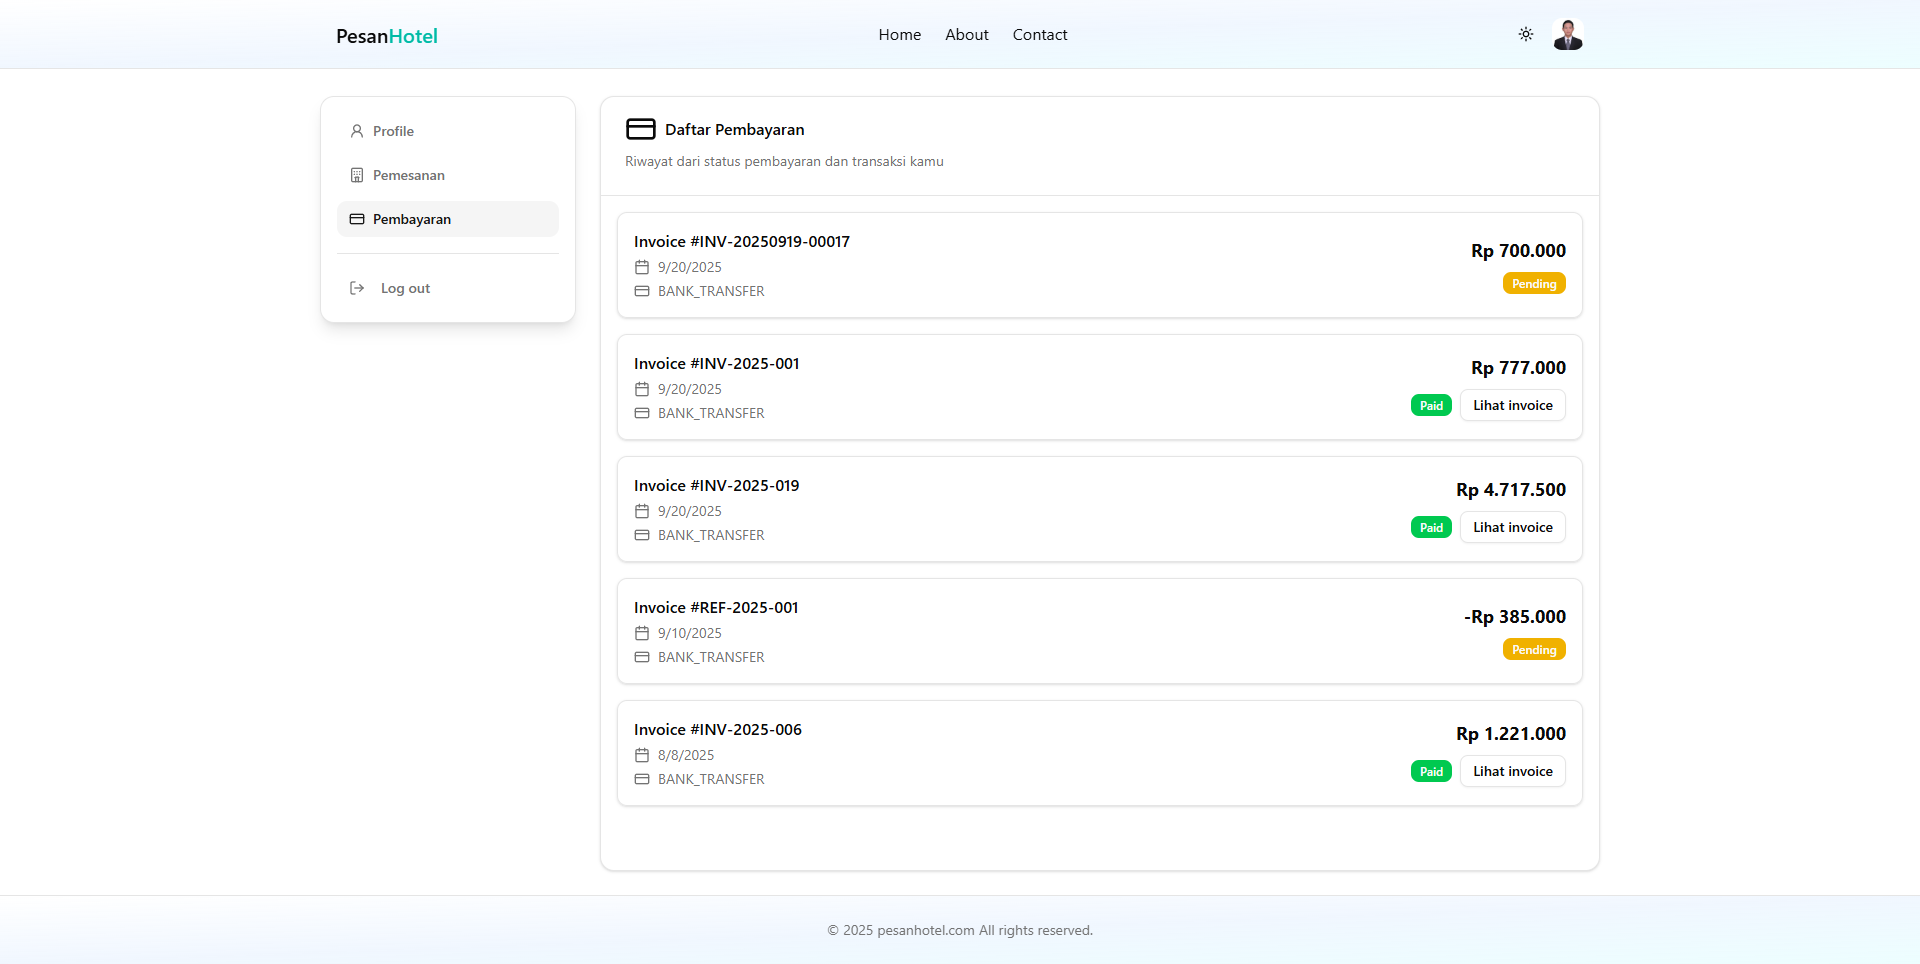 PesanHotel
Home
About
Contact
Profile
Pemesanan
Pembayaran
Log out
Daftar Pembayaran
Riwayat dari status pembayaran dan transaksi kamu
Invoice #INV-20250919-00017
9/20/2025
BANK_TRANSFER
Rp 700.000
Pending
Invoice #INV-2025-001
9/20/2025
BANK_TRANSFER
Rp 777.000
Paid
Lihat invoice
Invoice #INV-2025-019
9/20/2025
BANK_TRANSFER
Rp 4.717.500
Paid
Lihat invoice
Invoice #REF-2025-001
9/10/2025
BANK_TRANSFER
-Rp 385.000
Pending
Invoice #INV-2025-006
8/8/2025
BANK_TRANSFER
Rp 1.221.000
Paid
Lihat invoice
© 2025 pesanhotel.com All rights reserved.